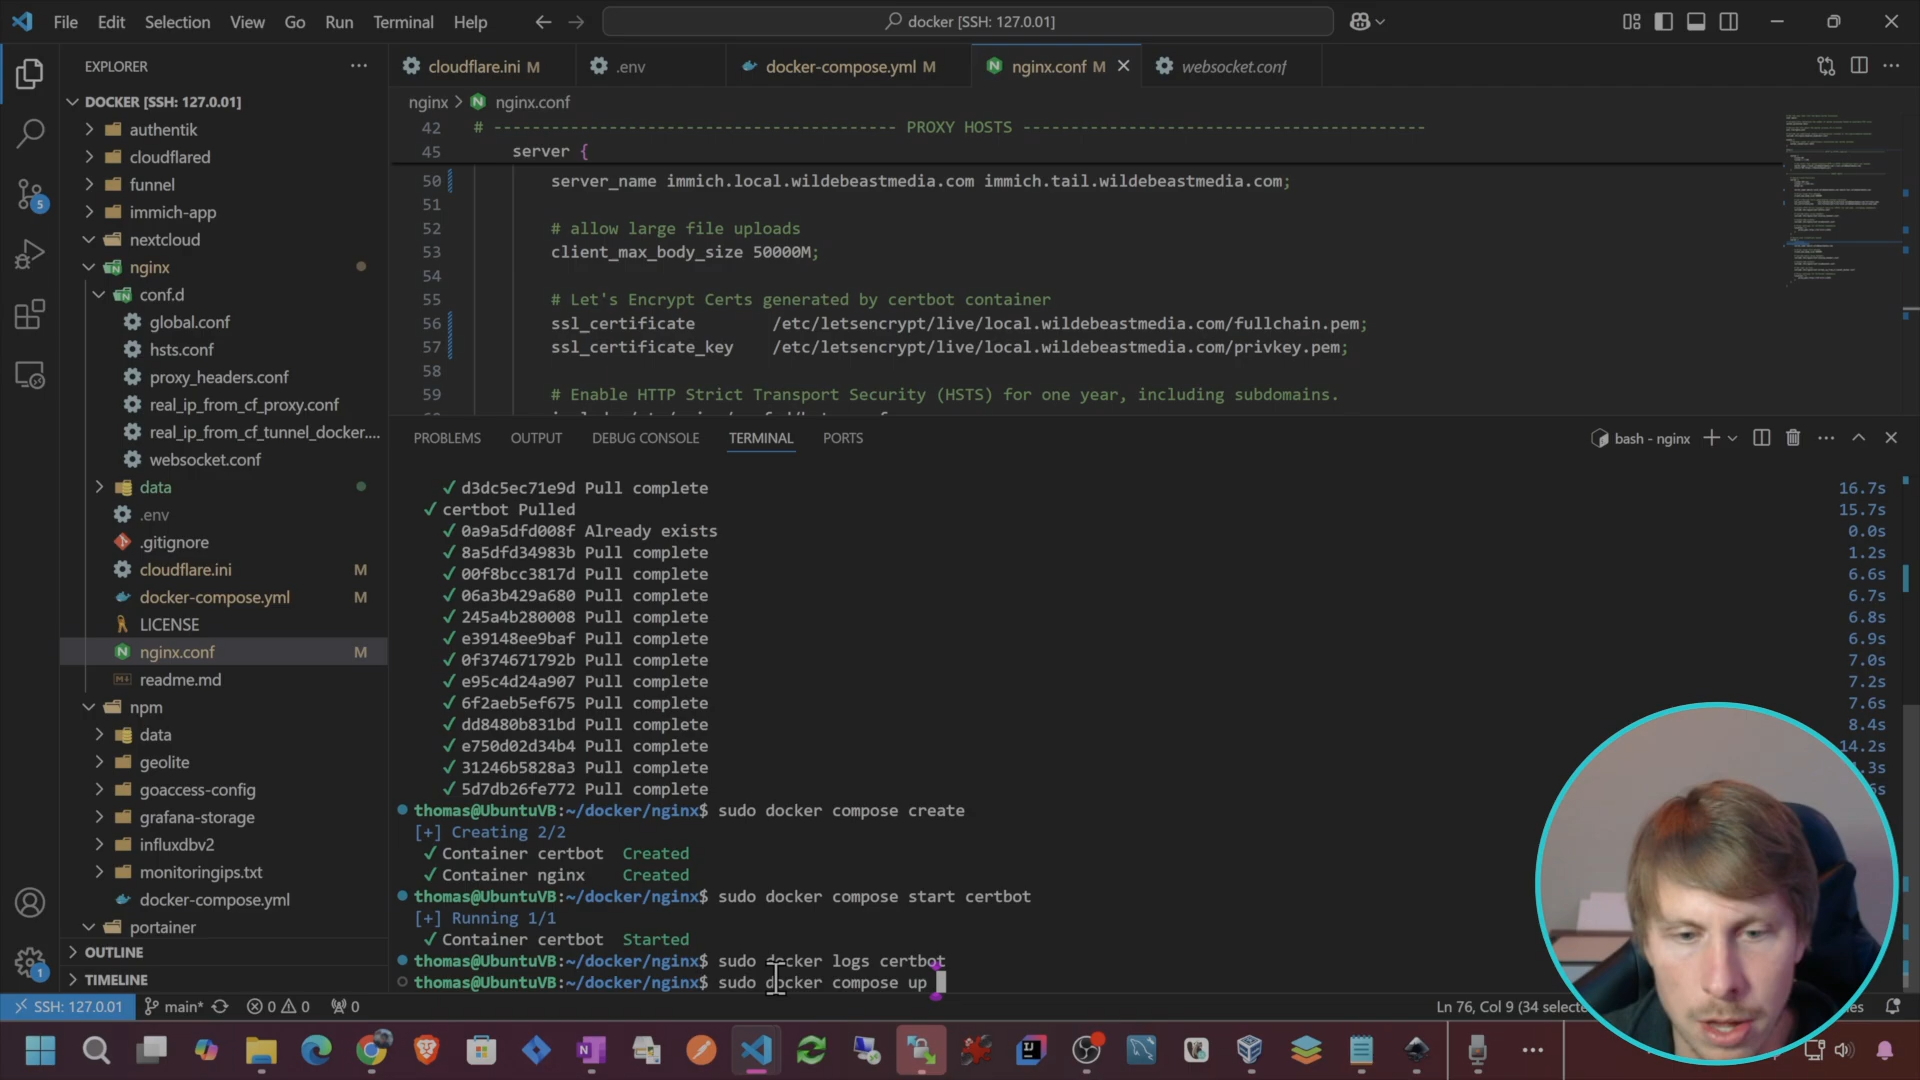 File Edit Selection View Go Run Terminal Help
docker [SSH: 127.0.01]
EXPLORER
cloudflare.ini M
.env
docker-compose.yml M
nginx.conf M
websocket.conf
DOCKER [SSH: 127.0.01]
authentik
cloudflared
funnel
immich-app
nextcloud
nginx
conf.d
global.conf
hsts.conf
proxy_headers.conf
real_ip_from_cf_proxy.conf
real_ip_from_cf_tunnel_docker....
websocket.conf
data
.env
.gitignore
cloudflare.ini M
docker-compose.yml M
LICENSE
nginx.conf M
readme.md
npm
data
geolite
goaccess-config
grafana-storage
influxdbv2
monitoringips.txt
docker-compose.yml
portainer
OUTLINE
TIMELINE
5
1
nginx > nginx.conf
42 # ------------------------------------------ PROXY HOSTS ------------------------------------------
45 server {
50 server_name immich.local.wildebeastmedia.com immich.tail.wildebeastmedia.com;
51
52 # allow large file uploads
53 client_max_body_size 50000M;
54
55 # Let's Encrypt Certs generated by certbot container
56 ssl_certificate /etc/letsencrypt/live/local.wildebeastmedia.com/fullchain.pem;
57 ssl_certificate_key /etc/letsencrypt/live/local.wildebeastmedia.com/privkey.pem;
58
59 # Enable HTTP Strict Transport Security (HSTS) for one year, including subdomains.
PROBLEMS OUTPUT DEBUG CONSOLE TERMINAL PORTS
bash - nginx
✓ d3dc5ec71e9d Pull complete 16.7s
✓ certbot Pulled 15.7s
✓ 0a9a5dfd008f Already exists 0.0s
✓ 8a5dfd34983b Pull complete 1.2s
✓ 00f8bcc3817d Pull complete 6.6s
✓ 06a3b429a680 Pull complete 6.7s
✓ 245a4b280008 Pull complete 6.8s
✓ e39148ee9baf Pull complete 6.9s
✓ 0f374671792b Pull complete 7.0s
✓ e95c4d24a907 Pull complete 7.2s
✓ 6f2aeb5ef675 Pull complete 7.6s
✓ dd8480b831bd Pull complete 8.4s
✓ e750d02d34b4 Pull complete 14.2s
✓ 31246b5828a3 Pull complete
✓ 5d7db26fe772 Pull complete
thomas@UbuntuVB:~/docker/nginx$ sudo docker compose create
[+] Creating 2/2
✓ Container certbot Created
✓ Container nginx Created
thomas@UbuntuVB:~/docker/nginx$ sudo docker compose start certbot
[+] Running 1/1
✓ Container certbot Started
thomas@UbuntuVB:~/docker/nginx$ sudo docker logs certbot
thomas@UbuntuVB:~/docker/nginx$ sudo docker compose up
SSH: 127.0.01 main* 0 0 0
Ln 76, Col 9 (34 selecte